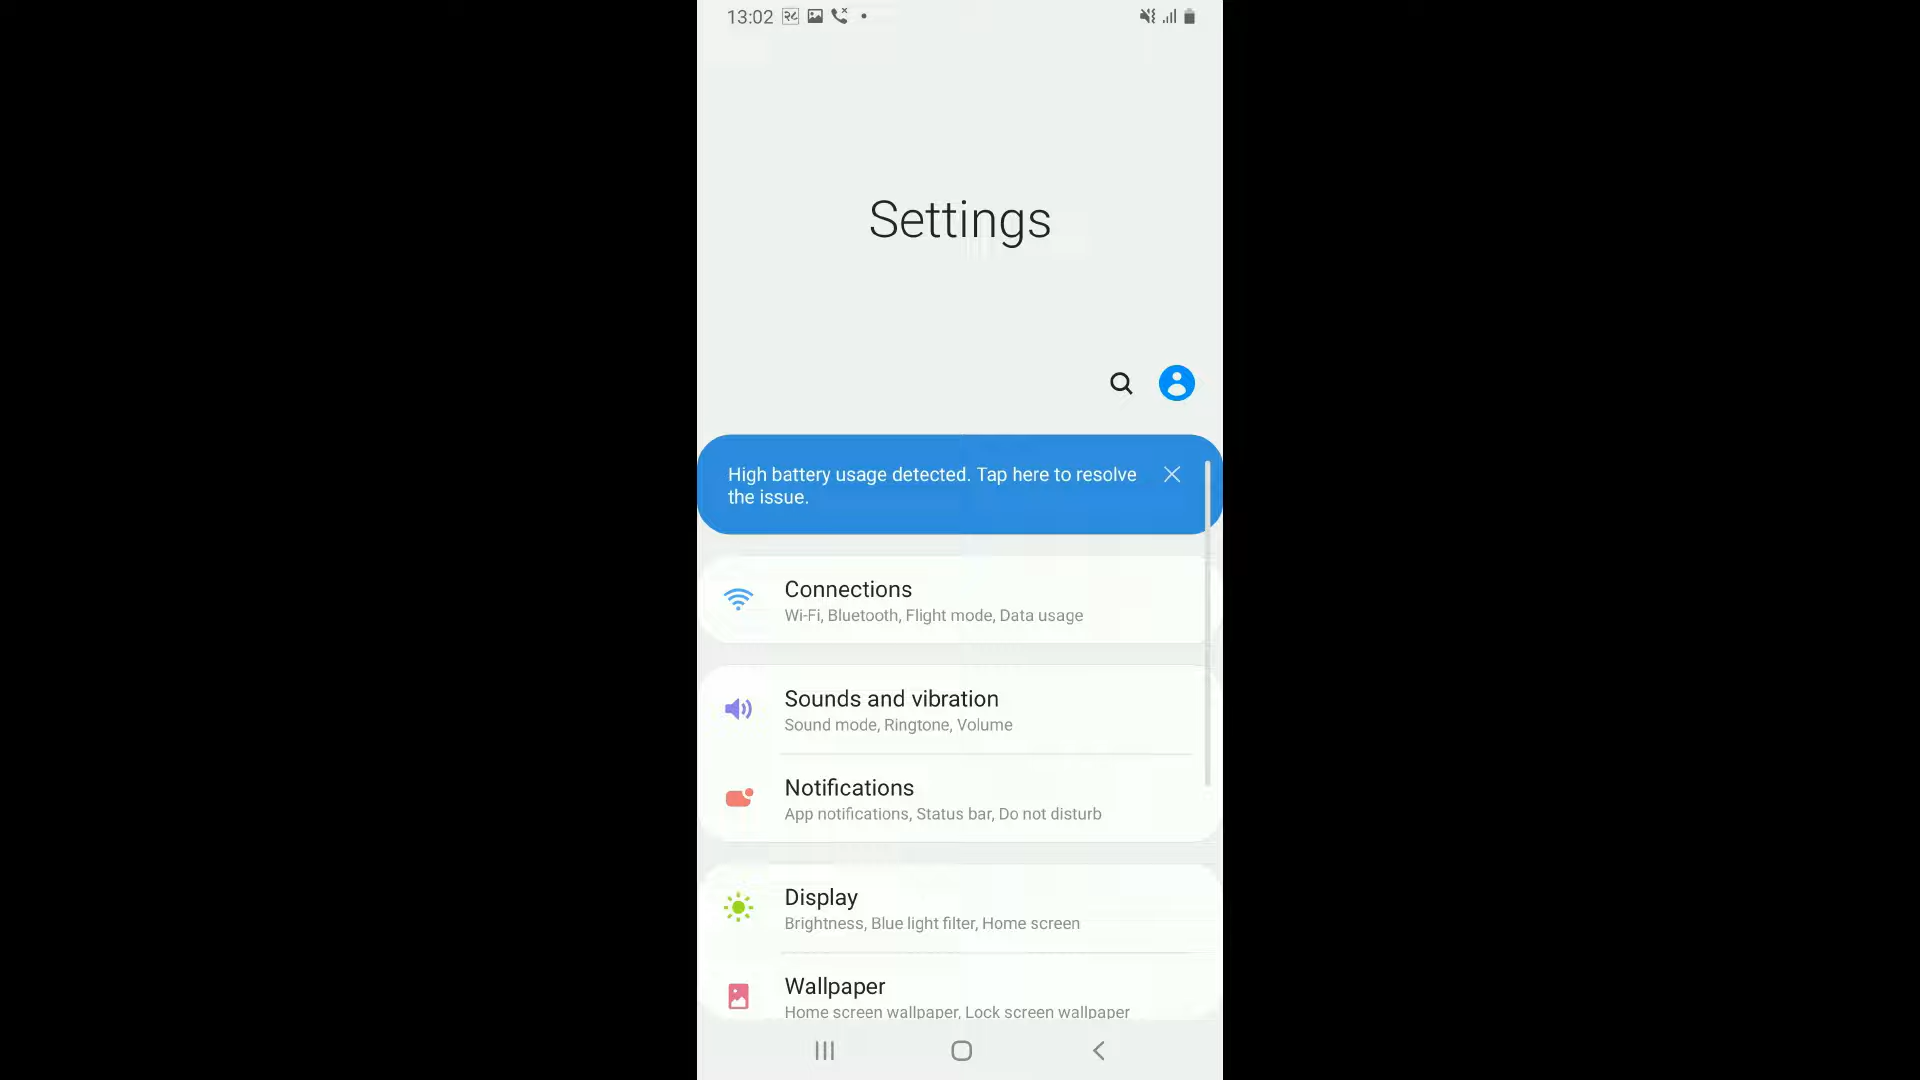 13:02
Settings
High battery usage detected. Tap here to resolve
the issue.
Connections
Wi-Fi, Bluetooth, Flight mode, Data usage
Sounds and vibration
Sound mode, Ringtone, Volume
Notifications
App notifications, Status bar, Do not disturb
Display
Brightness, Blue light filter, Home screen
Wallpaper
Home screen wallpaper, Lock screen wallpaper